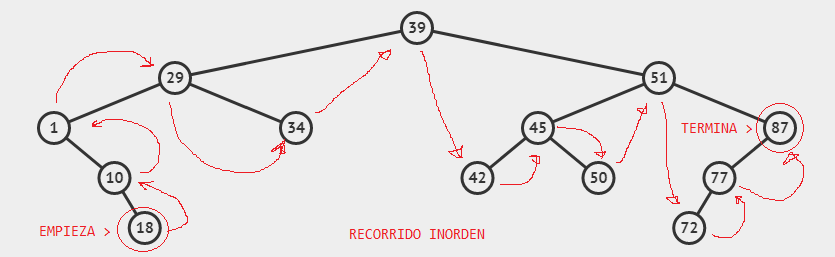 39
29 51
1 34 45 TERMINA > 87
10 42 50 77
EMPIEZA > 18 72
RECORRIDO INORDEN